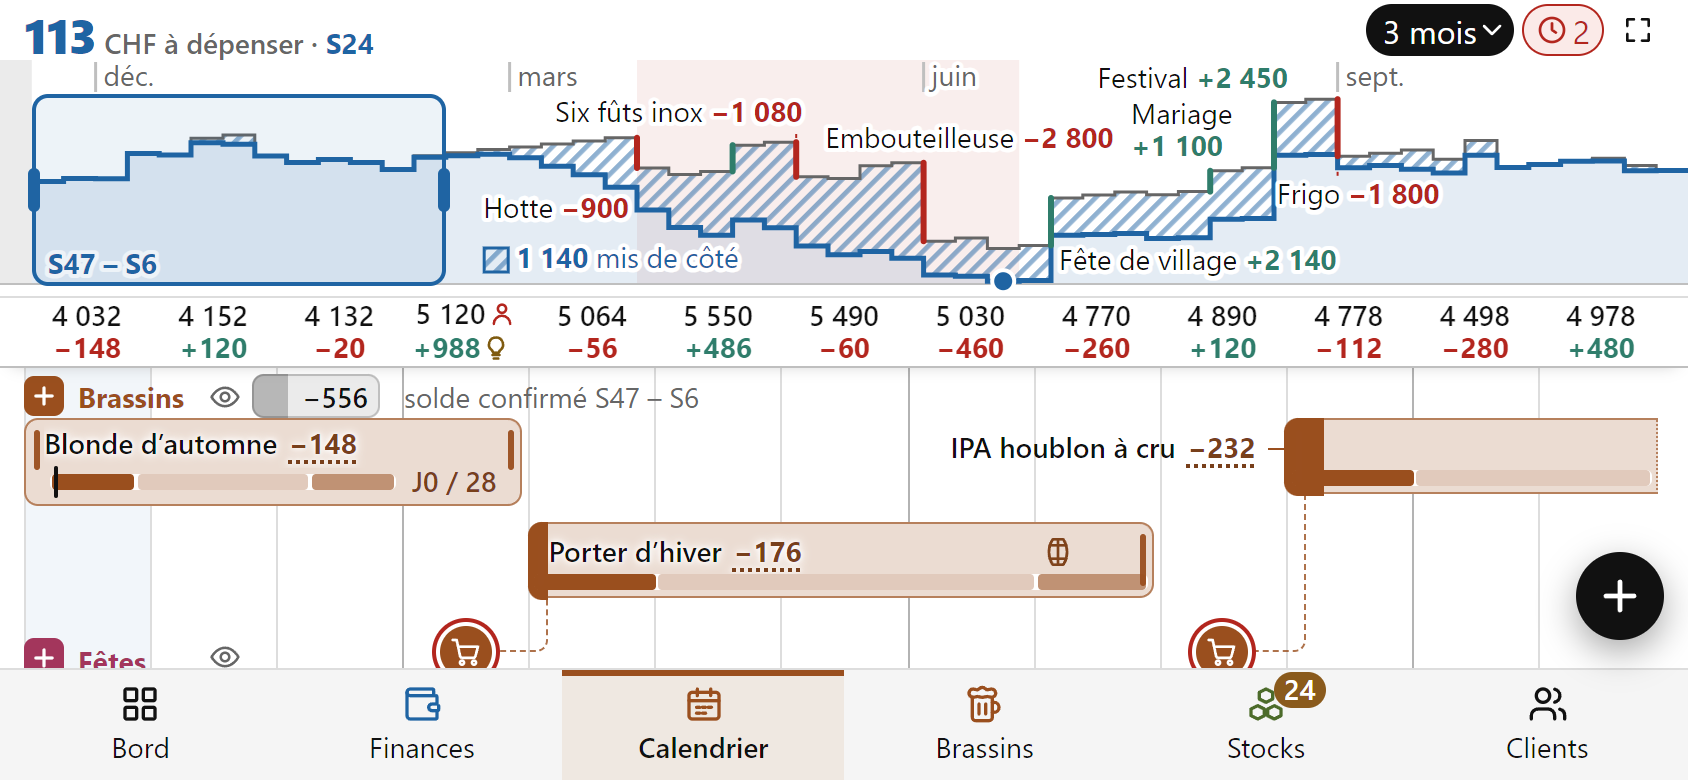 113 CHF à dépenser · S24
3 mois
2
déc.
mars
juin
sept.
Festival +2 450
Six fûts inox −1 080
Mariage
+1 100
Embouteilleuse −2 800
Hotte −900
Frigo −1 800
1 140 mis de côté
Fête de village +2 140
S47 – S6
4 032 4 152 4 132 5 120 5 064 5 550 5 490 5 030 4 770 4 890 4 778 4 498 4 978
−148 +120 −20 +988 −56 +486 −60 −460 −260 +120 −112 −280 +480
+ Brassins −556 solde confirmé S47 – S6
Blonde d’automne −148
IPA houblon à cru −232
J0 / 28
Porter d’hiver −176
+
+ Fêtes
24
Bord Finances Calendrier Brassins Stocks Clients